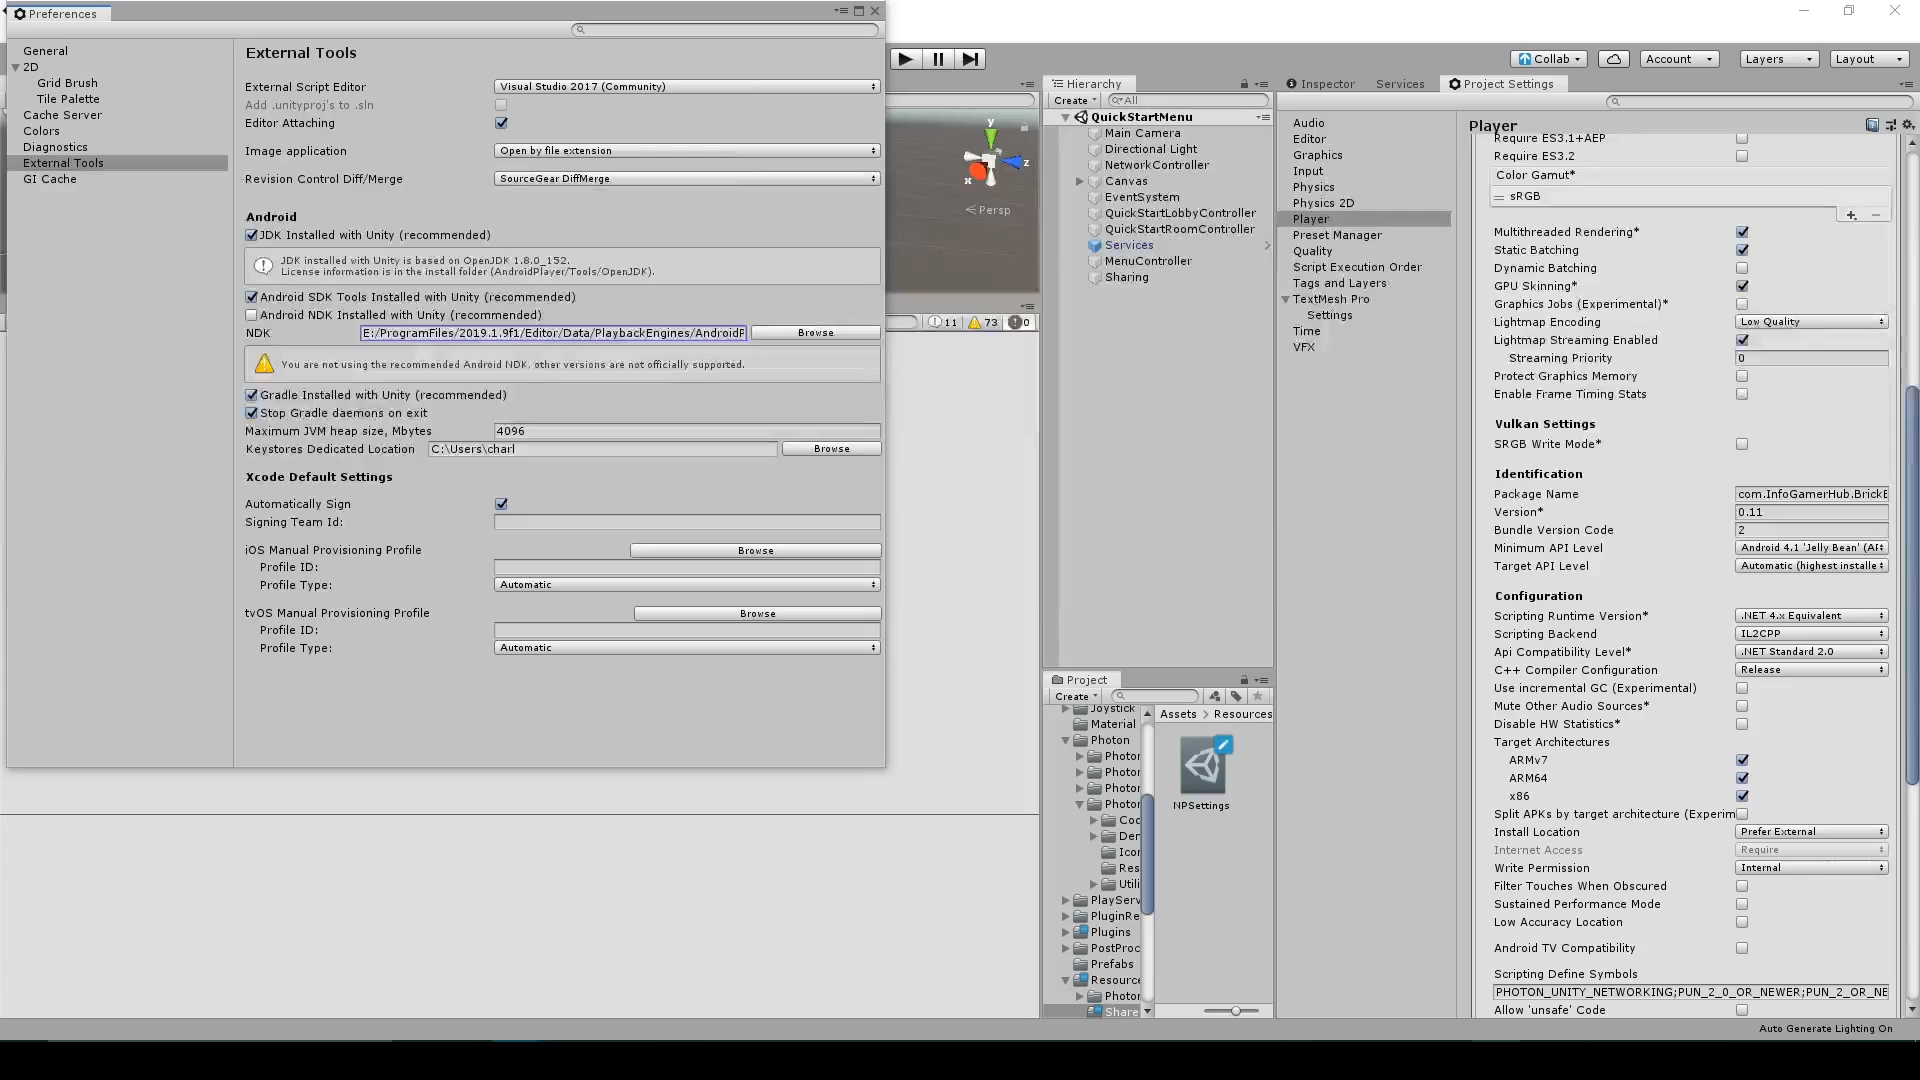 Preferences
General
2D
Grid Brush
Tile Palette
Cache Server
Colors
Diagnostics
External Tools
GI Cache
External Tools
External Script Editor
Visual Studio 2017 (Community)
Add .unityproj's to .sln
Editor Attaching
Image application
Open by file extension
Revision Control Diff/Merge
SourceGear DiffMerge
Android
JDK Installed with Unity (recommended)
JDK installed with Unity is based on OpenJDK 1.8.0_152.
License information is in the install folder (AndroidPlayer/Tools/OpenJDK).
Android SDK Tools Installed with Unity (recommended)
Android NDK Installed with Unity (recommended)
NDK
E:/ProgramFiles/2019.1.9f1/Editor/Data/PlaybackEngines/AndroidP
Browse
You are not using the recommended Android NDK, other versions are not officially supported.
Gradle Installed with Unity (recommended)
Stop Gradle daemons on exit
Maximum JVM heap size, Mbytes
4096
Keystores Dedicated Location
C:\Users\charl
Browse
Xcode Default Settings
Automatically Sign
Signing Team Id:
iOS Manual Provisioning Profile
Browse
Profile ID:
Profile Type:
Automatic
tvOS Manual Provisioning Profile
Browse
Profile ID:
Profile Type:
Automatic
Collab
Account
Layers
Layout
y
z
x
Persp
11
73
0
Hierarchy
Create
All
QuickStartMenu
Main Camera
Directional Light
NetworkController
Canvas
EventSystem
QuickStartLobbyController
QuickStartRoomController
Services
MenuController
Sharing
Project
Create
Joystick
Material
Photon
Photor
Photor
Photor
Photor
Coc
Der
Icor
Res
Utili
PlayServ
PluginRe
Plugins
PostProc
Prefabs
Resource
Photor
Share
Assets > Resources
NPSettings
Inspector
Services
Project Settings
Audio
Editor
Graphics
Input
Physics
Physics 2D
Player
Preset Manager
Quality
Script Execution Order
Tags and Layers
TextMesh Pro
Settings
Time
VFX
Player
Require ES3.1+AEP
Require ES3.2
Color Gamut*
sRGB
Multithreaded Rendering*
Static Batching
Dynamic Batching
GPU Skinning*
Graphics Jobs (Experimental)*
Lightmap Encoding
Low Quality
Lightmap Streaming Enabled
Streaming Priority
0
Protect Graphics Memory
Enable Frame Timing Stats
Vulkan Settings
SRGB Write Mode*
Identification
Package Name
com.InfoGamerHub.BrickE
Version*
0.11
Bundle Version Code
2
Minimum API Level
Android 4.1 'Jelly Bean' (AF
Target API Level
Automatic (highest installe
Configuration
Scripting Runtime Version*
.NET 4.x Equivalent
Scripting Backend
IL2CPP
Api Compatibility Level*
.NET Standard 2.0
C++ Compiler Configuration
Release
Use incremental GC (Experimental)
Mute Other Audio Sources*
Disable HW Statistics*
Target Architectures
ARMv7
ARM64
x86
Split APKs by target architecture (Experim
Install Location
Prefer External
Internet Access
Require
Write Permission
Internal
Filter Touches When Obscured
Sustained Performance Mode
Low Accuracy Location
Android TV Compatibility
Scripting Define Symbols
PHOTON_UNITY_NETWORKING;PUN_2_0_OR_NEWER;PUN_2_OR_NE
Allow 'unsafe' Code
Auto Generate Lighting On